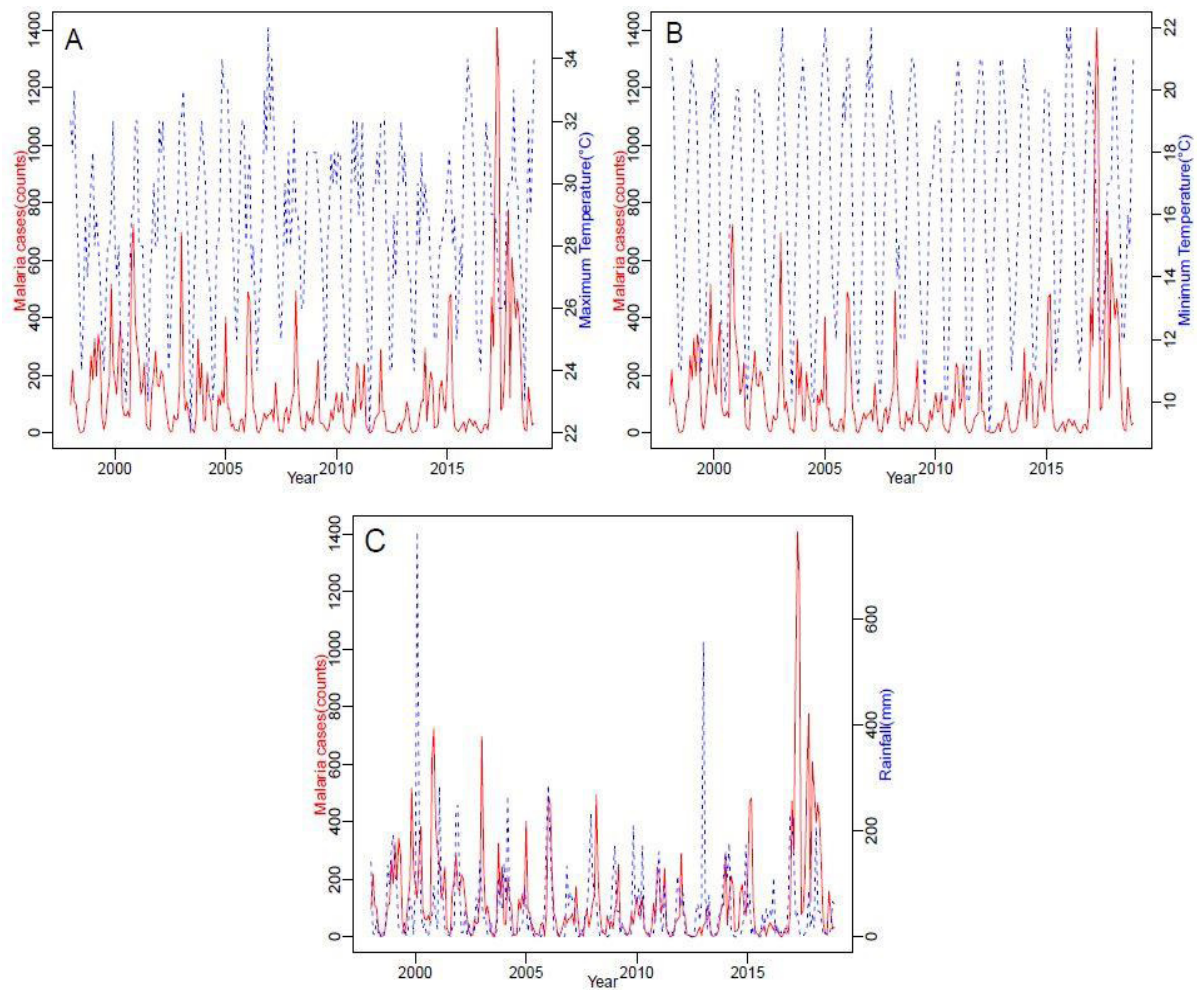 A
Malaria cases(counts)
0 200 400 600 800 1000 1200 1400
2000 2005 2010 2015
Year
22 24 26 28 30 32 34
Maximum Temperature(°C)
B
Malaria cases(counts)
0 200 400 600 800 1000 1200 1400
2000 2005 2010 2015
Year
10 12 14 16 18 20 22
Minimum Temperature(°C)
C
Malaria cases(counts)
0 200 400 600 800 1000 1200 1400
2000 2005 2010 2015
Year
0 200 400 600
Rainfall(mm)